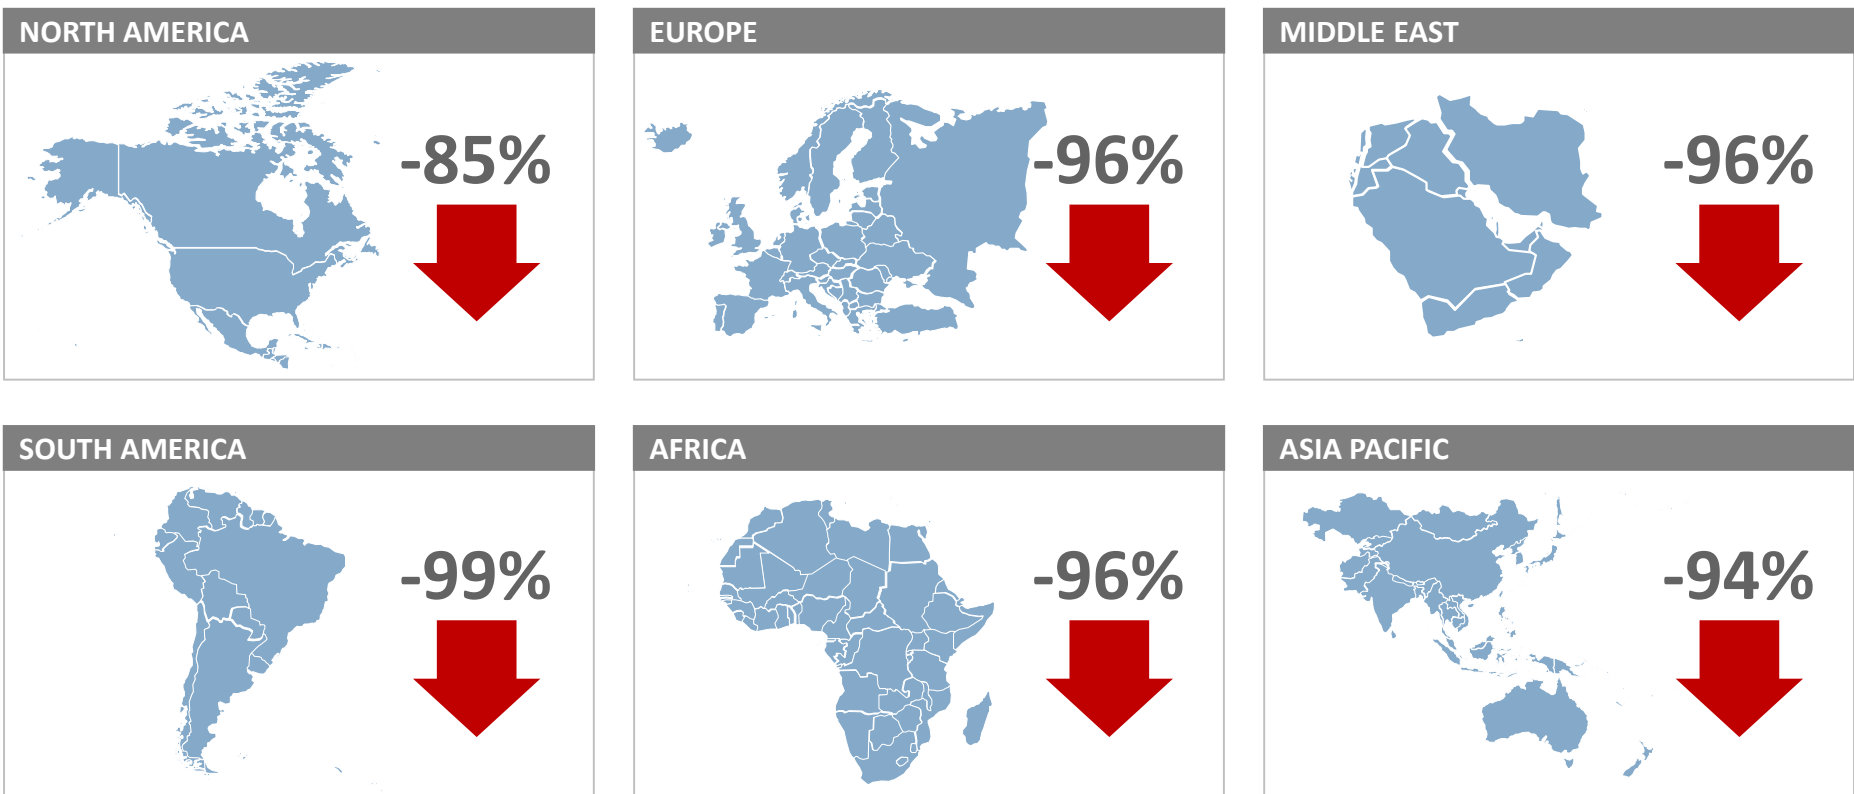 NORTH AMERICA
-85%
EUROPE
-96%
MIDDLE EAST
-96%
SOUTH AMERICA
-99%
AFRICA
-96%
ASIA PACIFIC
-94%